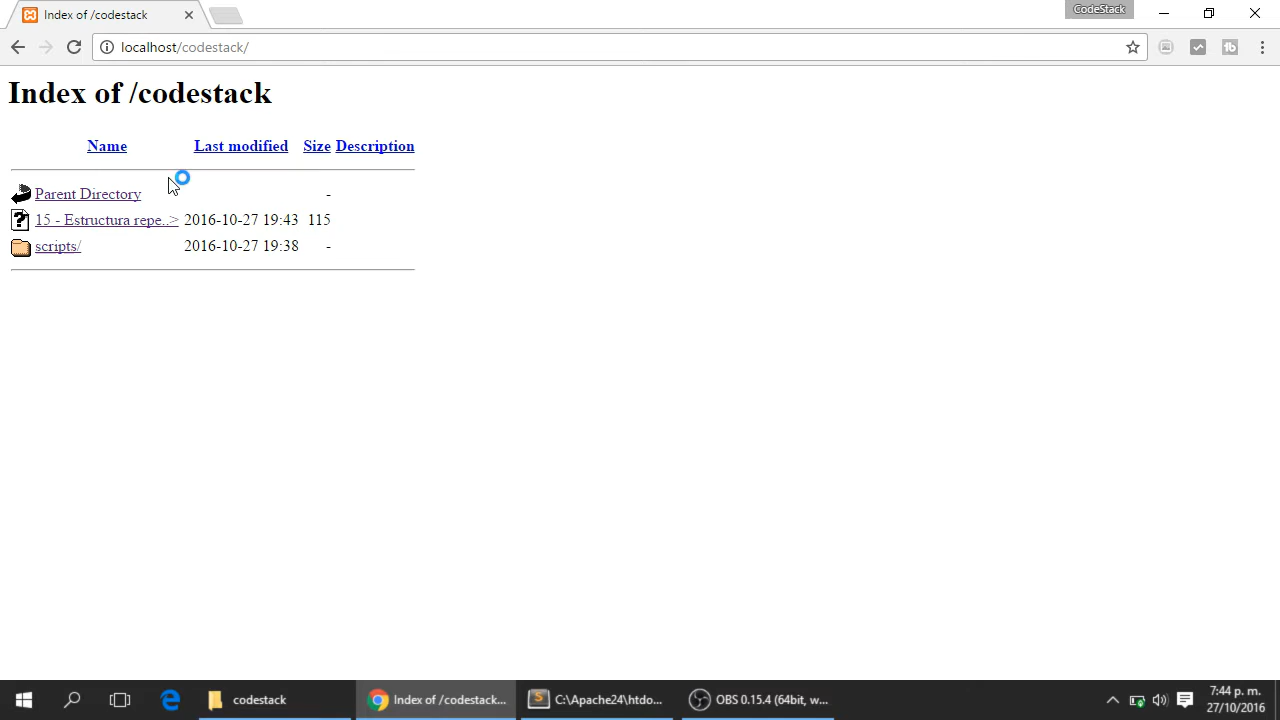 Index of /codestack
CodeStack
localhost/codestack/
Index of /codestack
Name Last modified Size Description
Parent Directory -
15 - Estructura repe..> 2016-10-27 19:43 115
scripts/ 2016-10-27 19:38 -
codestack
Index of /codestack...
C:\Apache24\htdo...
OBS 0.15.4 (64bit, w...
7:44 p. m.
27/10/2016